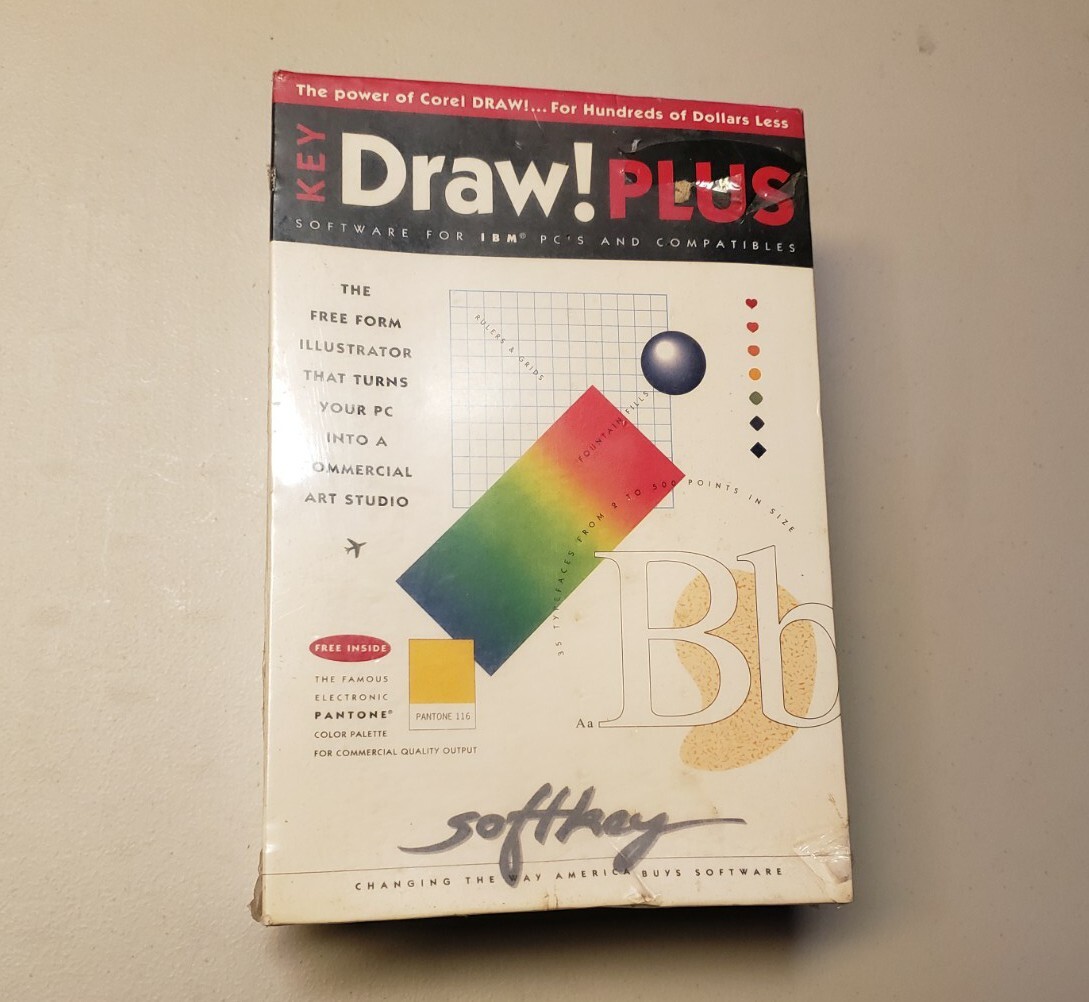 The power of Corel DRAW!... For Hundreds of Dollars Less
KEY
Draw! PLUS
SOFTWARE FOR IBM® PC'S AND COMPATIBLES
THE
FREE FORM
ILLUSTRATOR
THAT TURNS
YOUR PC
INTO A
COMMERCIAL
ART STUDIO
RULERS & GRIDS
FOUNTAIN FILLS
35 TYPEFACES FROM 2 TO 500 POINTS IN SIZE
Bb
Aa
FREE INSIDE
THE FAMOUS
ELECTRONIC
PANTONE®
COLOR PALETTE
FOR COMMERCIAL QUALITY OUTPUT
PANTONE 116
softkey
CHANGING THE WAY AMERICA BUYS SOFTWARE